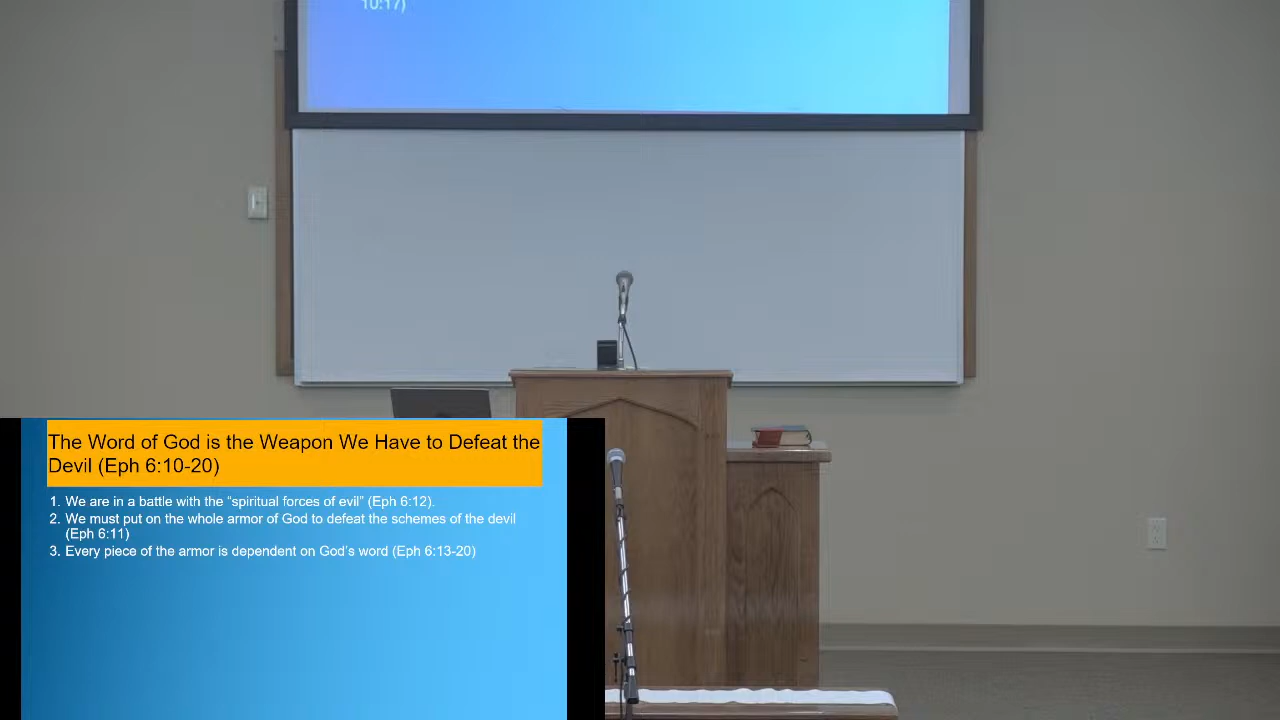 10:17)
The Word of God is the Weapon We Have to Defeat the
Devil (Eph 6:10-20)
1. We are in a battle with the “spiritual forces of evil” (Eph 6:12).
2. We must put on the whole armor of God to defeat the schemes of the devil
(Eph 6:11)
3. Every piece of the armor is dependent on God’s word (Eph 6:13-20)